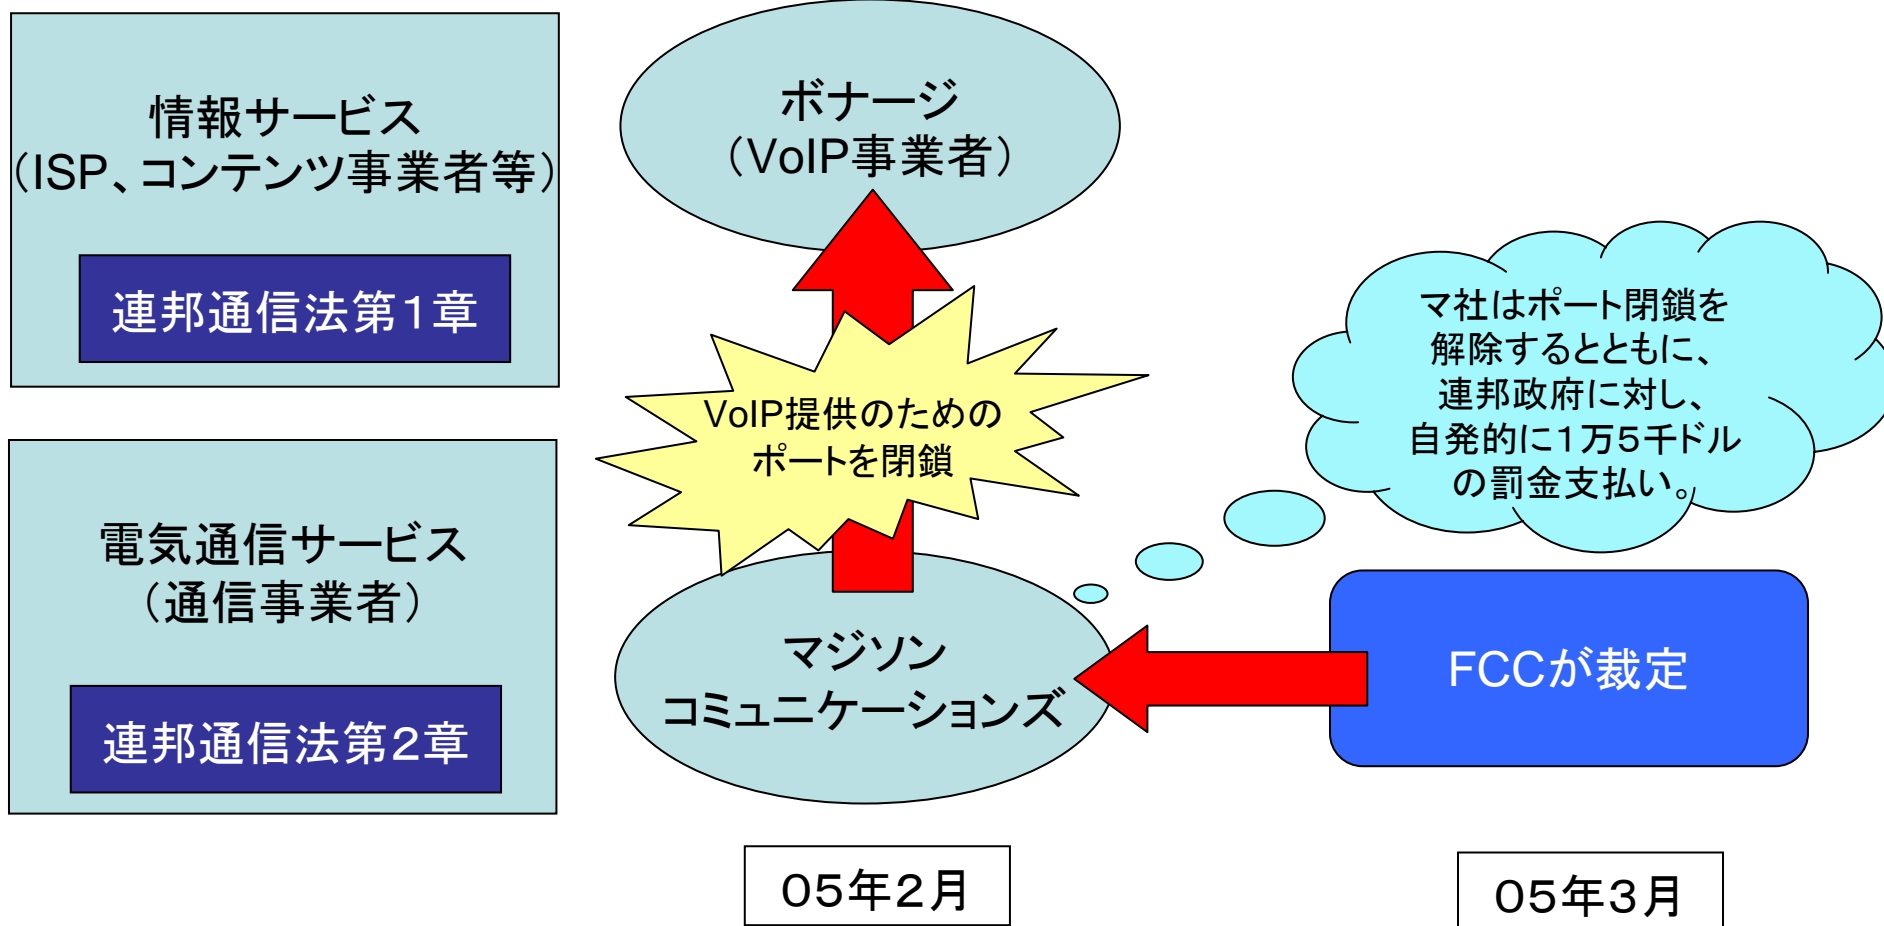 情報サービス
（ISP、コンテンツ事業者等）
連邦通信法第１章
電気通信サービス
（通信事業者）
連邦通信法第２章
ボナージ
（VoIP事業者）
VoIP提供のための
ポートを閉鎖
マジソン
コミュニケーションズ
０５年２月
マ社はポート閉鎖を
解除するとともに、
連邦政府に対し、
自発的に１万５千ドル
の罰金支払い。
FCCが裁定
０５年３月